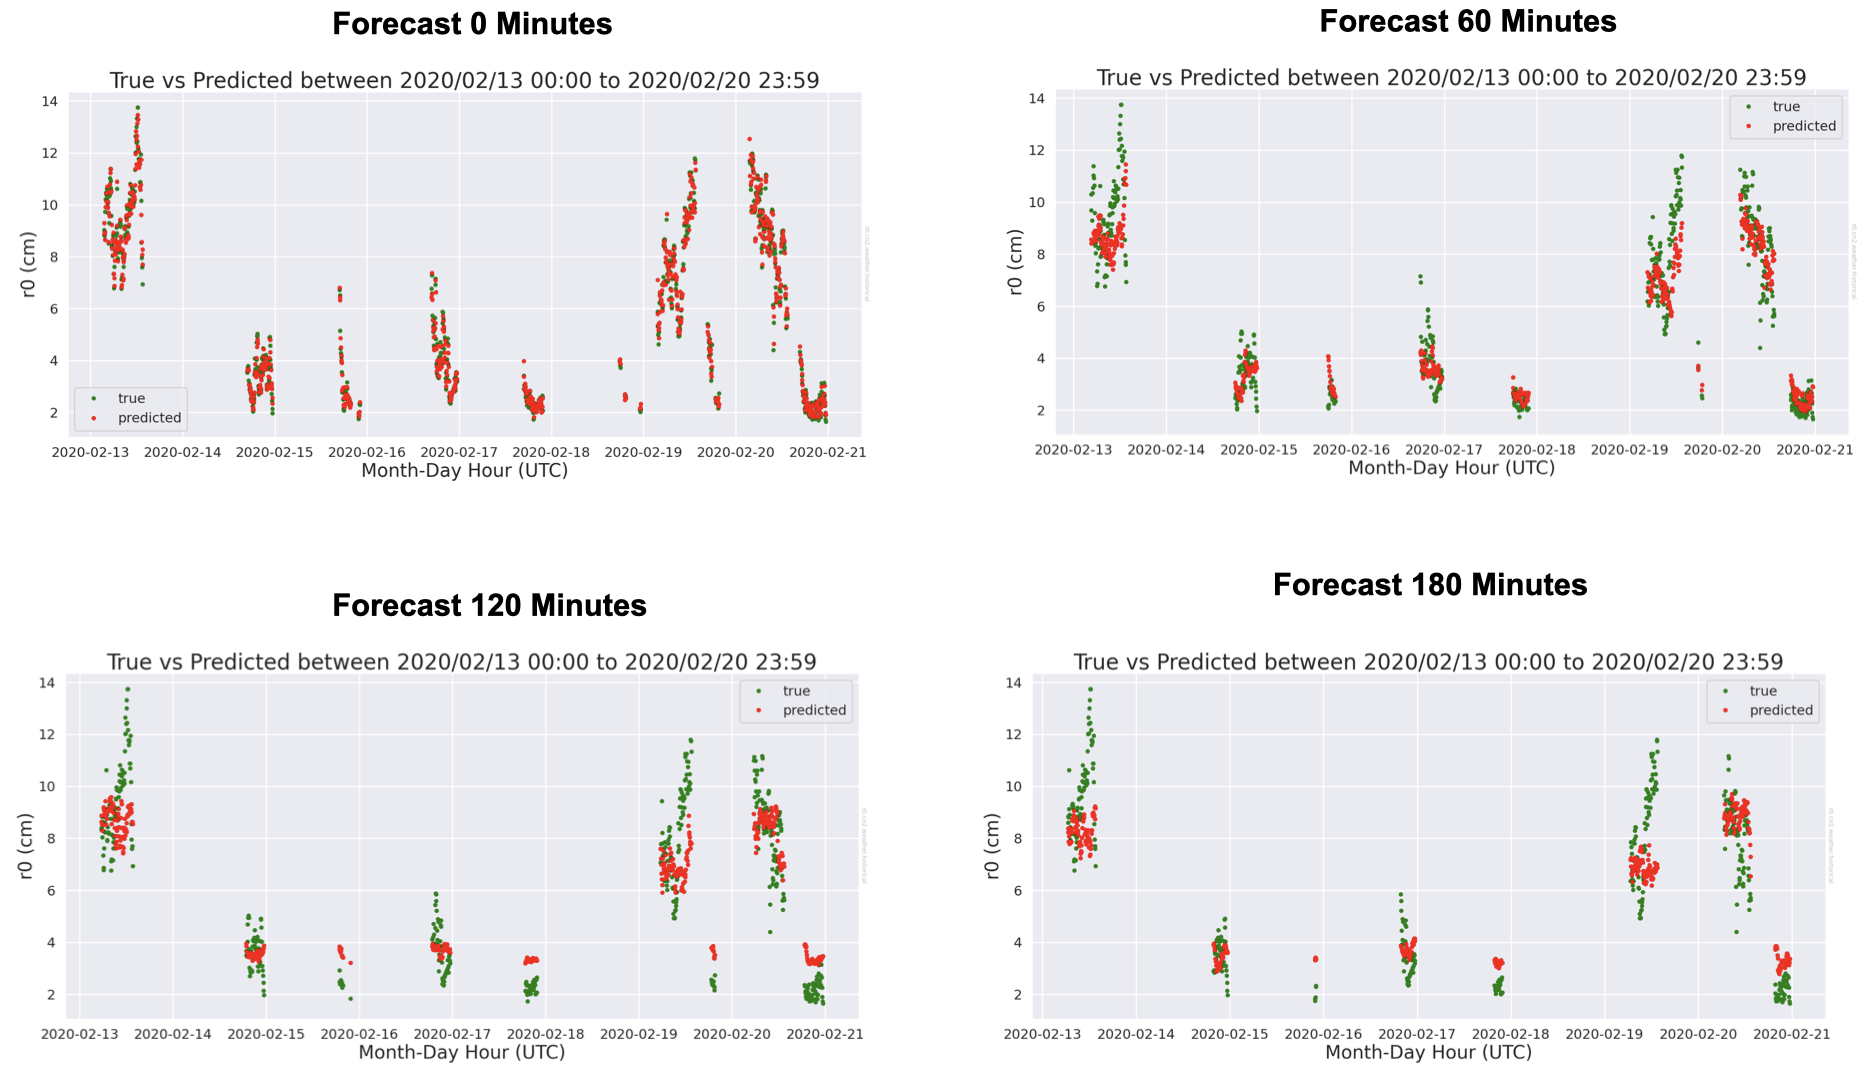 Forecast 0 Minutes
True vs Predicted between 2020/02/13 00:00 to 2020/02/20 23:59
14
12
10
8
6
4
2
r0 (cm)
true
predicted
2020-02-13 2020-02-14 2020-02-15 2020-02-16 2020-02-17 2020-02-18 2020-02-19 2020-02-20 2020-02-21
Month-Day Hour (UTC)
Forecast 60 Minutes
True vs Predicted between 2020/02/13 00:00 to 2020/02/20 23:59
true
predicted
14
12
10
8
6
4
2
r0 (cm)
2020-02-13 2020-02-14 2020-02-15 2020-02-16 2020-02-17 2020-02-18 2020-02-19 2020-02-20 2020-02-21
Month-Day Hour (UTC)
Forecast 120 Minutes
True vs Predicted between 2020/02/13 00:00 to 2020/02/20 23:59
true
predicted
14
12
10
8
6
4
2
r0 (cm)
2020-02-13 2020-02-14 2020-02-15 2020-02-16 2020-02-17 2020-02-18 2020-02-19 2020-02-20 2020-02-21
Month-Day Hour (UTC)
Forecast 180 Minutes
True vs Predicted between 2020/02/13 00:00 to 2020/02/20 23:59
true
predicted
14
12
10
8
6
4
2
r0 (cm)
2020-02-13 2020-02-14 2020-02-15 2020-02-16 2020-02-17 2020-02-18 2020-02-19 2020-02-20 2020-02-21
Month-Day Hour (UTC)